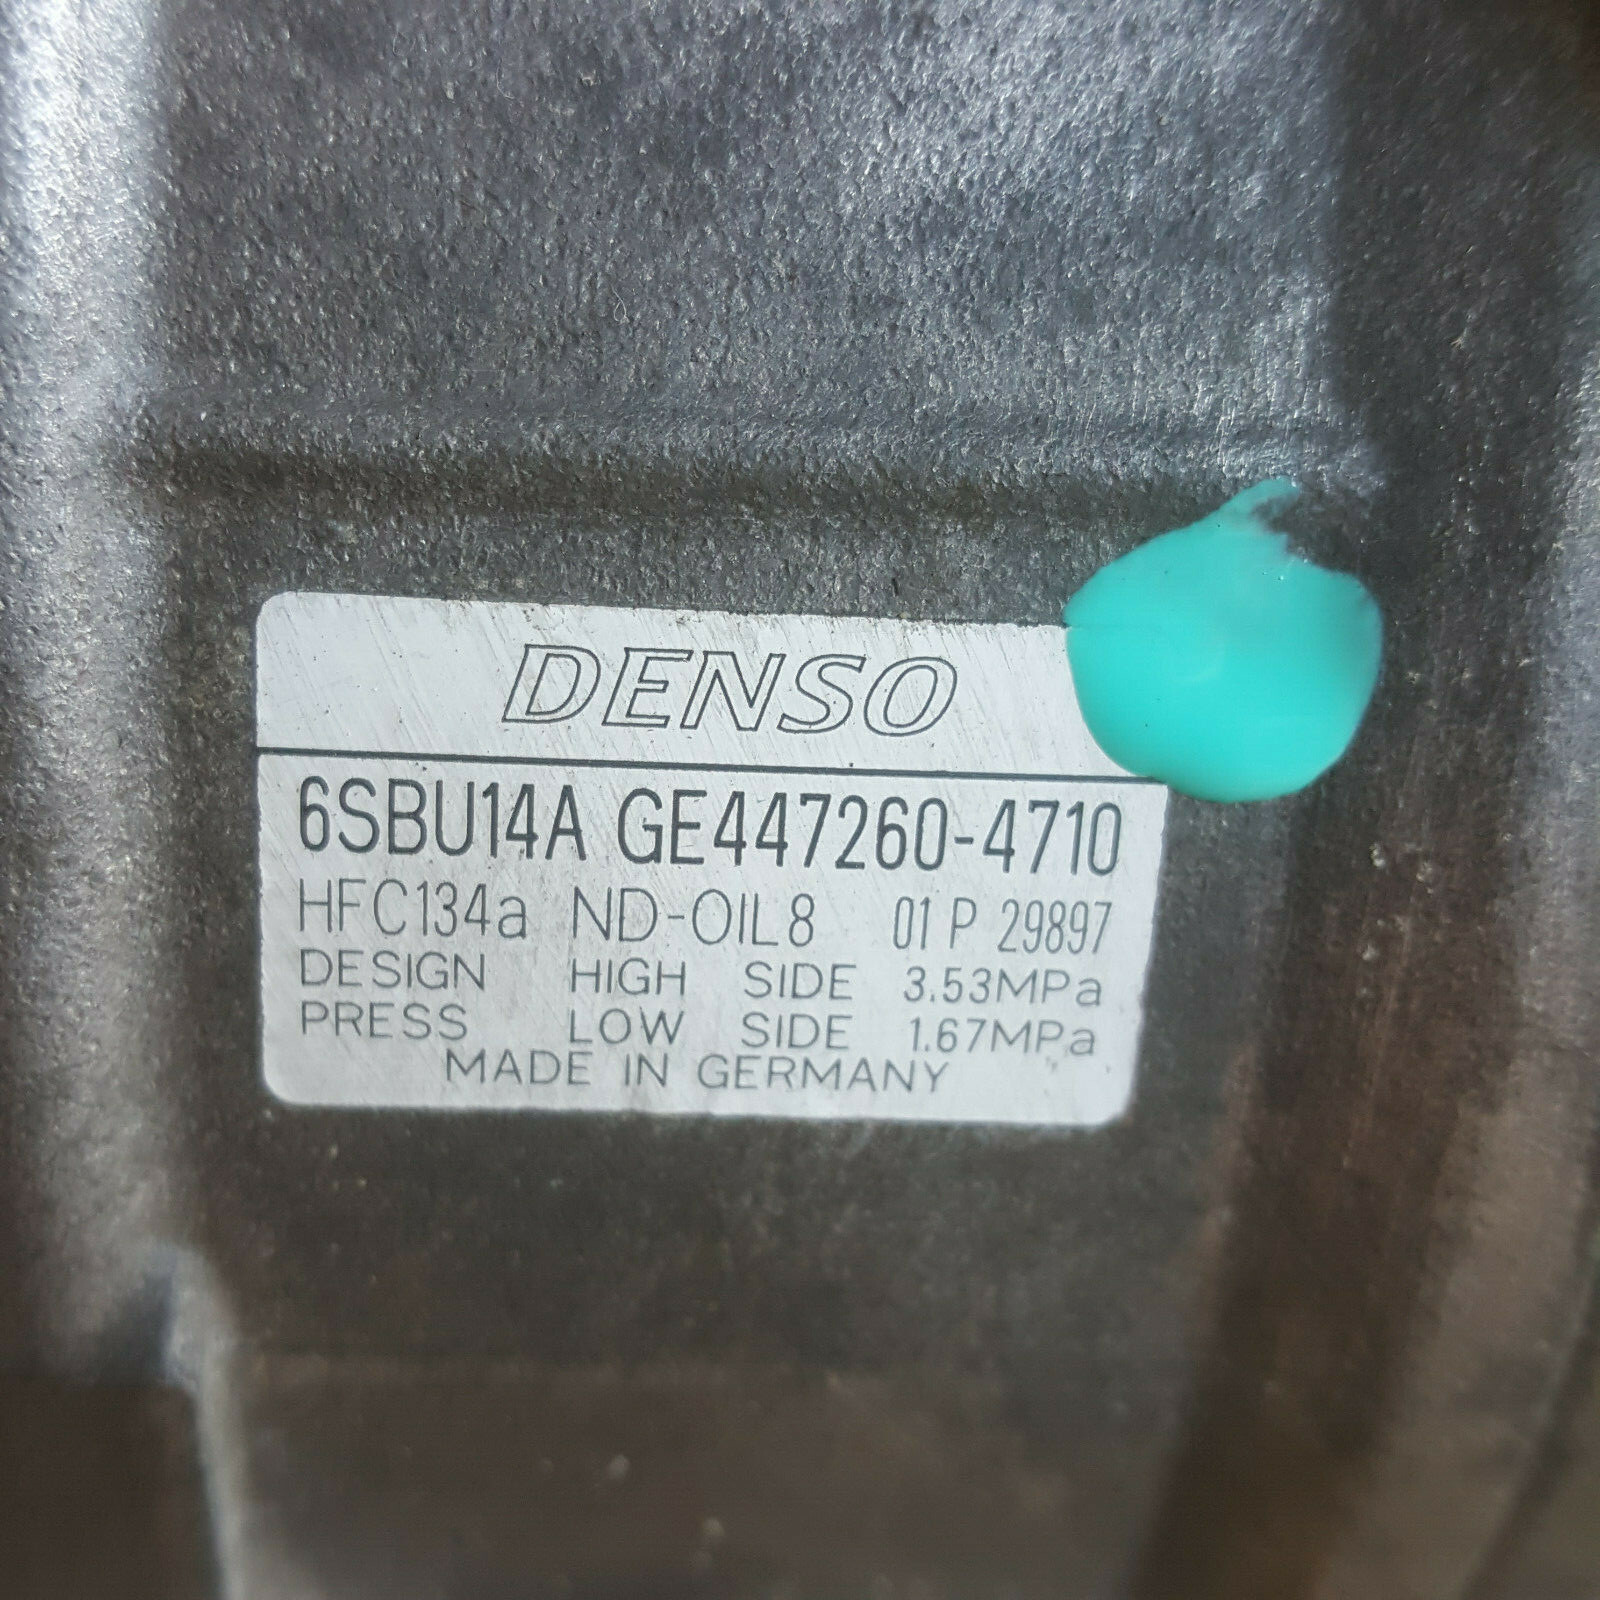 DENSO
6SBU14A GE447260-4710
HFC134a ND-OIL8 01 P 29897
DESIGN HIGH SIDE 3.53MPa
PRESS LOW SIDE 1.67MPa
MADE IN GERMANY